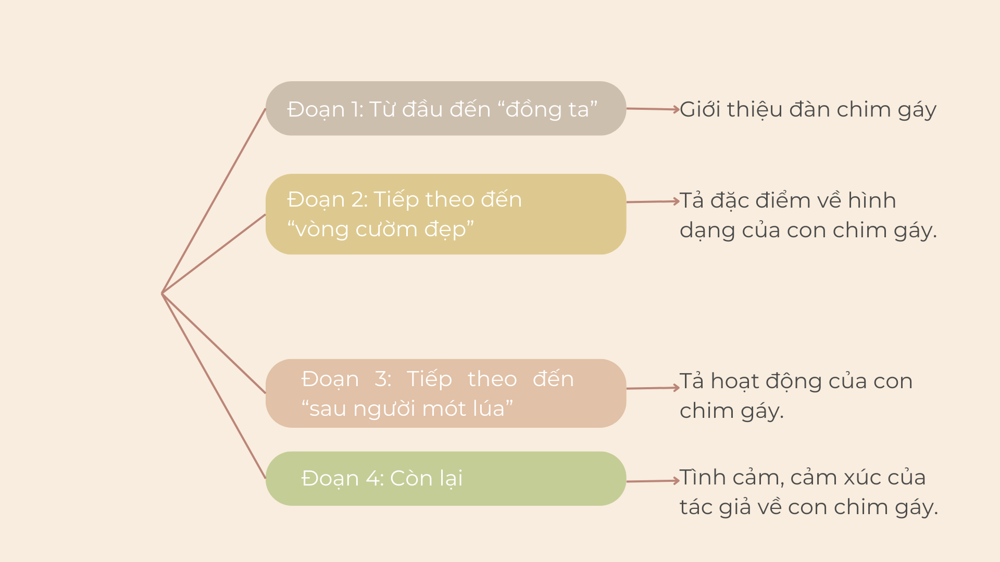 Đoạn 1: Từ đầu đến “đồng ta”
Giới thiệu đàn chim gáy
Đoạn 2: Tiếp theo đến
“vòng cườm đẹp”
Tả đặc điểm về hình
dạng của con chim gáy.
Đoạn 3: Tiếp theo đến
“sau người mót lúa”
Tả hoạt động của con
chim gáy.
Đoạn 4: Còn lại
Tình cảm, cảm xúc của
tác giả về con chim gáy.